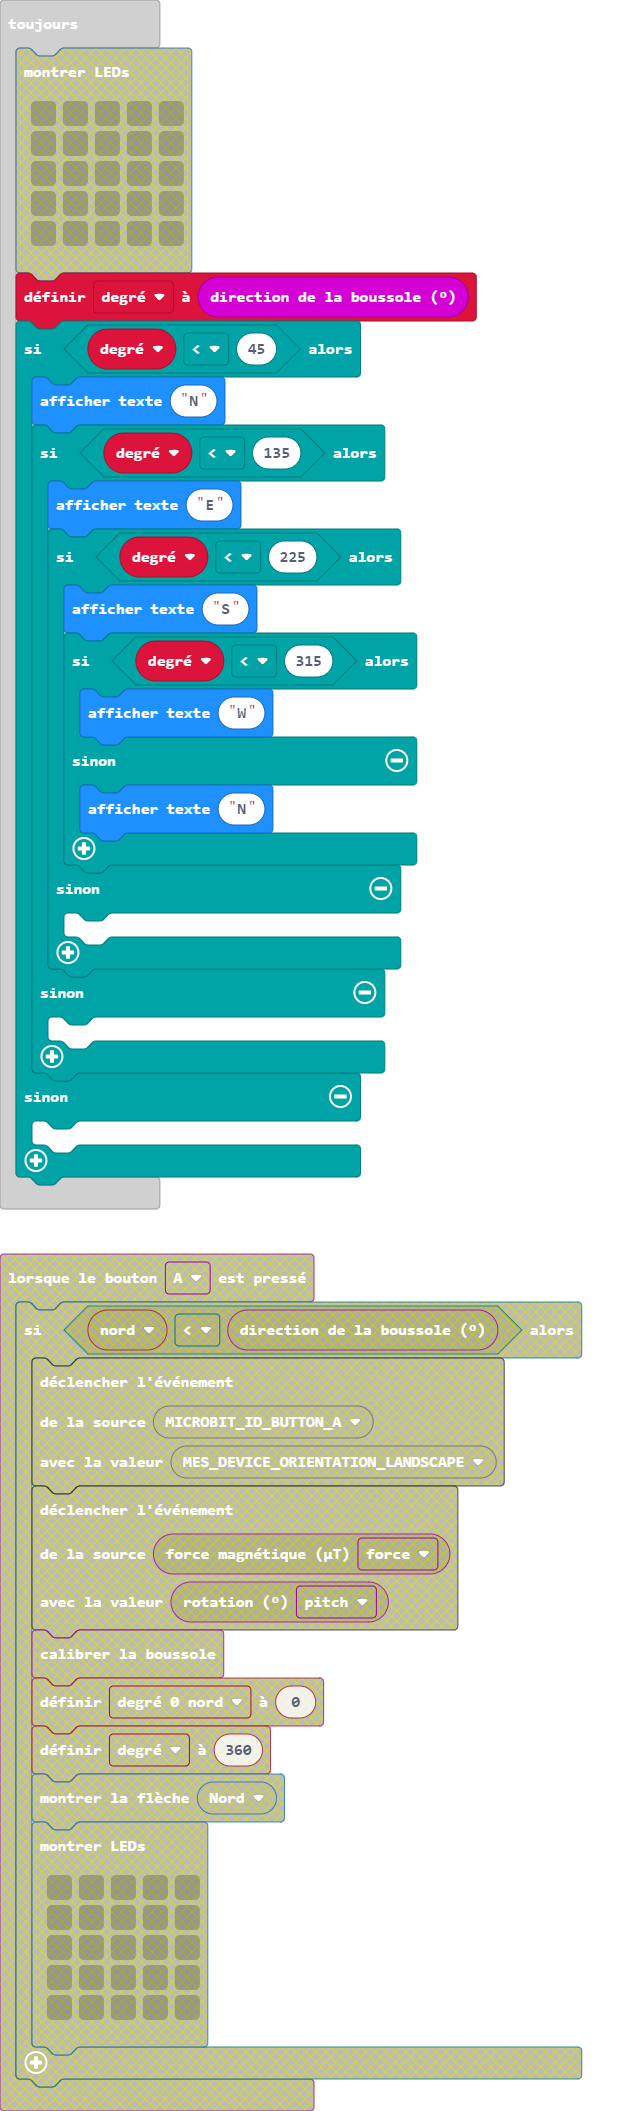 toujours
montrer LEDs
définir degré à direction de la boussole (º)
si degré < 45 alors
afficher texte "N"
si degré < 135 alors
afficher texte "E"
si degré < 225 alors
afficher texte "S"
si degré < 315 alors
afficher texte "W"
sinon
afficher texte "N"
sinon
sinon
sinon
lorsque le bouton A est pressé
si nord < direction de la boussole (º) alors
déclencher l'événement
de la source MICROBIT_ID_BUTTON_A
avec la valeur MES_DEVICE_ORIENTATION_LANDSCAPE
déclencher l'événement
de la source force magnétique (µT) force
avec la valeur rotation (º) pitch
calibrer la boussole
définir degré 0 nord à 0
définir degré à 360
montrer la flèche Nord
montrer LEDs